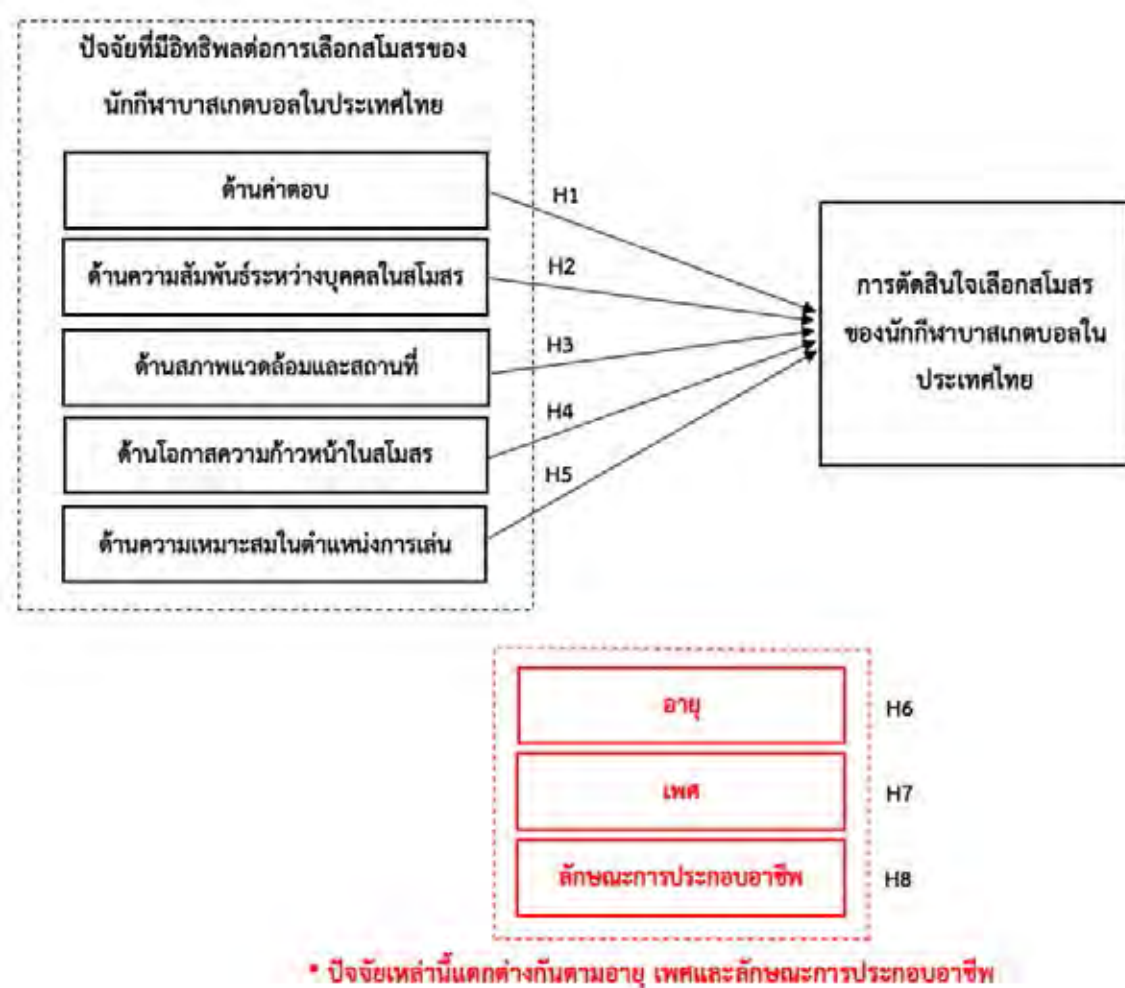 ปัจจัยที่มีอิทธิพลต่อการเลือกสโมสรของ
นักกีฬาบาสเกตบอลในประเทศไทย
ด้านค่าตอบ
H1
ด้านความสัมพันธ์ระหว่างบุคคลในสโมสร
H2
ด้านสภาพแวดล้อมและสถานที่
H3
ด้านโอกาสความก้าวหน้าในสโมสร
H4
ด้านความเหมาะสมในตำแหน่งการเล่น
H5
การตัดสินใจเลือกสโมสร
ของนักกีฬาบาสเกตบอลใน
ประเทศไทย
อายุ
H6
เพศ
H7
ลักษณะการประกอบอาชีพ
H8
* ปัจจัยเหล่านี้แตกต่างกันตามอายุ เพศและลักษณะการประกอบอาชีพ